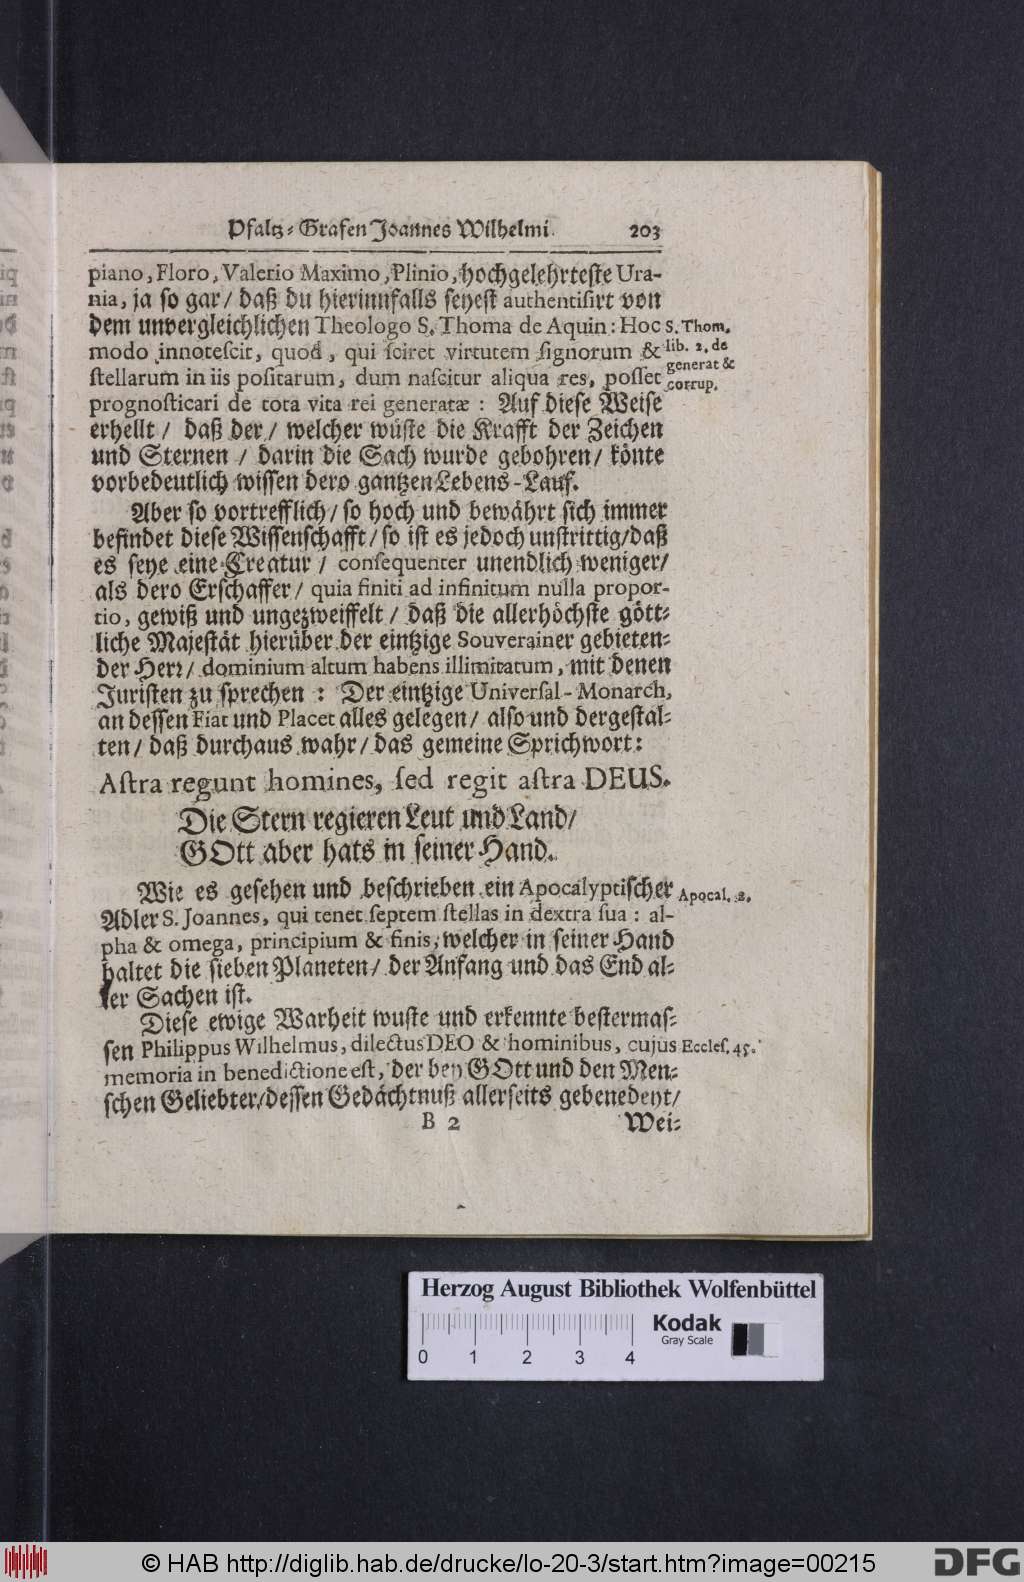 Pfaltz-Grafen Joannes Wilhelmi. 203
piano, Floro, Valerio Maximo, Plinio, hochgelehrteste Ura-
nia, ja so gar / daß du hierinnfalls seyest authentisirt von
dem unvergleichlichen Theologo S. Thoma de Aquin: Hoc
modo innotescit, quod, qui sciret virtutem signorum &
stellarum in iis positarum, dum nascitur aliqua res, posset
prognosticari de tota vita rei generatæ: Auf diese Weise
erhellt / daß der / welcher wüste die Krafft der Zeichen
und Sternen / darin die Sach wurde gebohren / könte
vorbedeutlich wissen dero gantzen Lebens-Lauf.
S. Thom.
lib. 2. de
generat &
corrup.
Aber so vortrefflich / so hoch und bewährt sich immer
befindet diese Wissenschafft / so ist es jedoch unstrittig / daß
es seye eine Creatur / consequenter unendlich weniger /
als dero Erschaffer / quia finiti ad infinitum nulla propor-
tio, gewiß und ungezweiffelt / daß die allerhöchste gött-
liche Majestät hierüber der eintzige Souverainer gebieten-
der Herr / dominium altum habens illimitatum, mit denen
Juristen zu sprechen: Der eintzige Universal-Monarch,
an dessen Fiat und Placet alles gelegen / also und dergestal-
ten / daß durchaus wahr / das gemeine Sprichwort:
Astra regunt homines, sed regit astra DEUS.
Die Stern regieren Leut und Land /
GOtt aber hats in seiner Hand.
Wie es gesehen und beschrieben ein Apocalyptischer
Apocal. 2.
Adler S. Joannes, qui tenet septem stellas in dextra sua: al-
pha & omega, principium & finis, welcher in seiner Hand
haltet die sieben Planeten / der Anfang und das End al-
ler Sachen ist.
Diese ewige Warheit wuste und erkennte bestermas-
sen Philippus Wilhelmus, dilectus DEO & hominibus, cujus
Eccles. 45.
memoria in benedictione est, der bey GOtt und den Men-
schen Geliebter / dessen Gedächtnuß allerseits gebenedeyt /
B 2 Wei-
Herzog August Bibliothek Wolfenbüttel
Kodak
Gray Scale
0 1 2 3 4
© HAB http://diglib.hab.de/drucke/lo-20-3/start.htm?image=00215
DFG